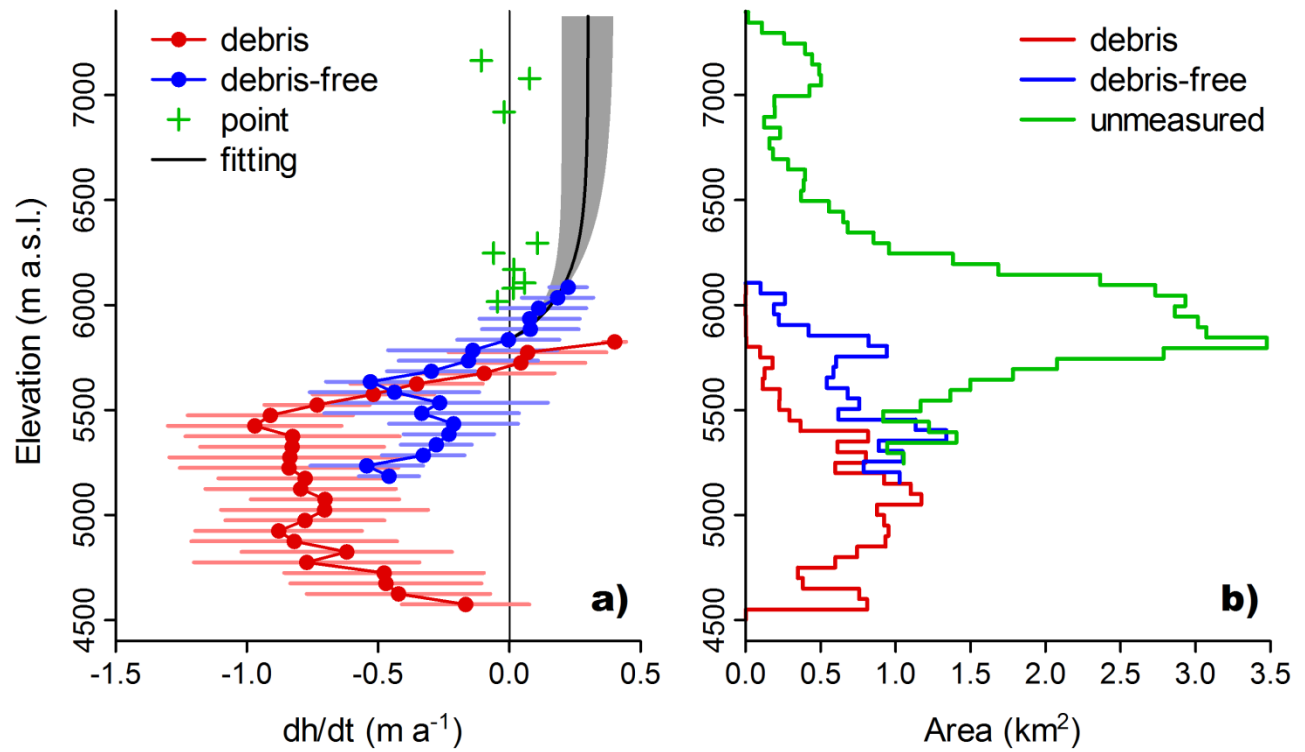 debris
debris-free
point
fitting
a)
Elevation (m a.s.l.)
4500 5000 5500 6000 6500 7000
-1.5 -1.0 -0.5 0.0 0.5
dh/dt (m a⁻¹)
debris
debris-free
unmeasured
b)
4500 5000 5500 6000 6500 7000
0.0 0.5 1.0 1.5 2.0 2.5 3.0 3.5
Area (km²)